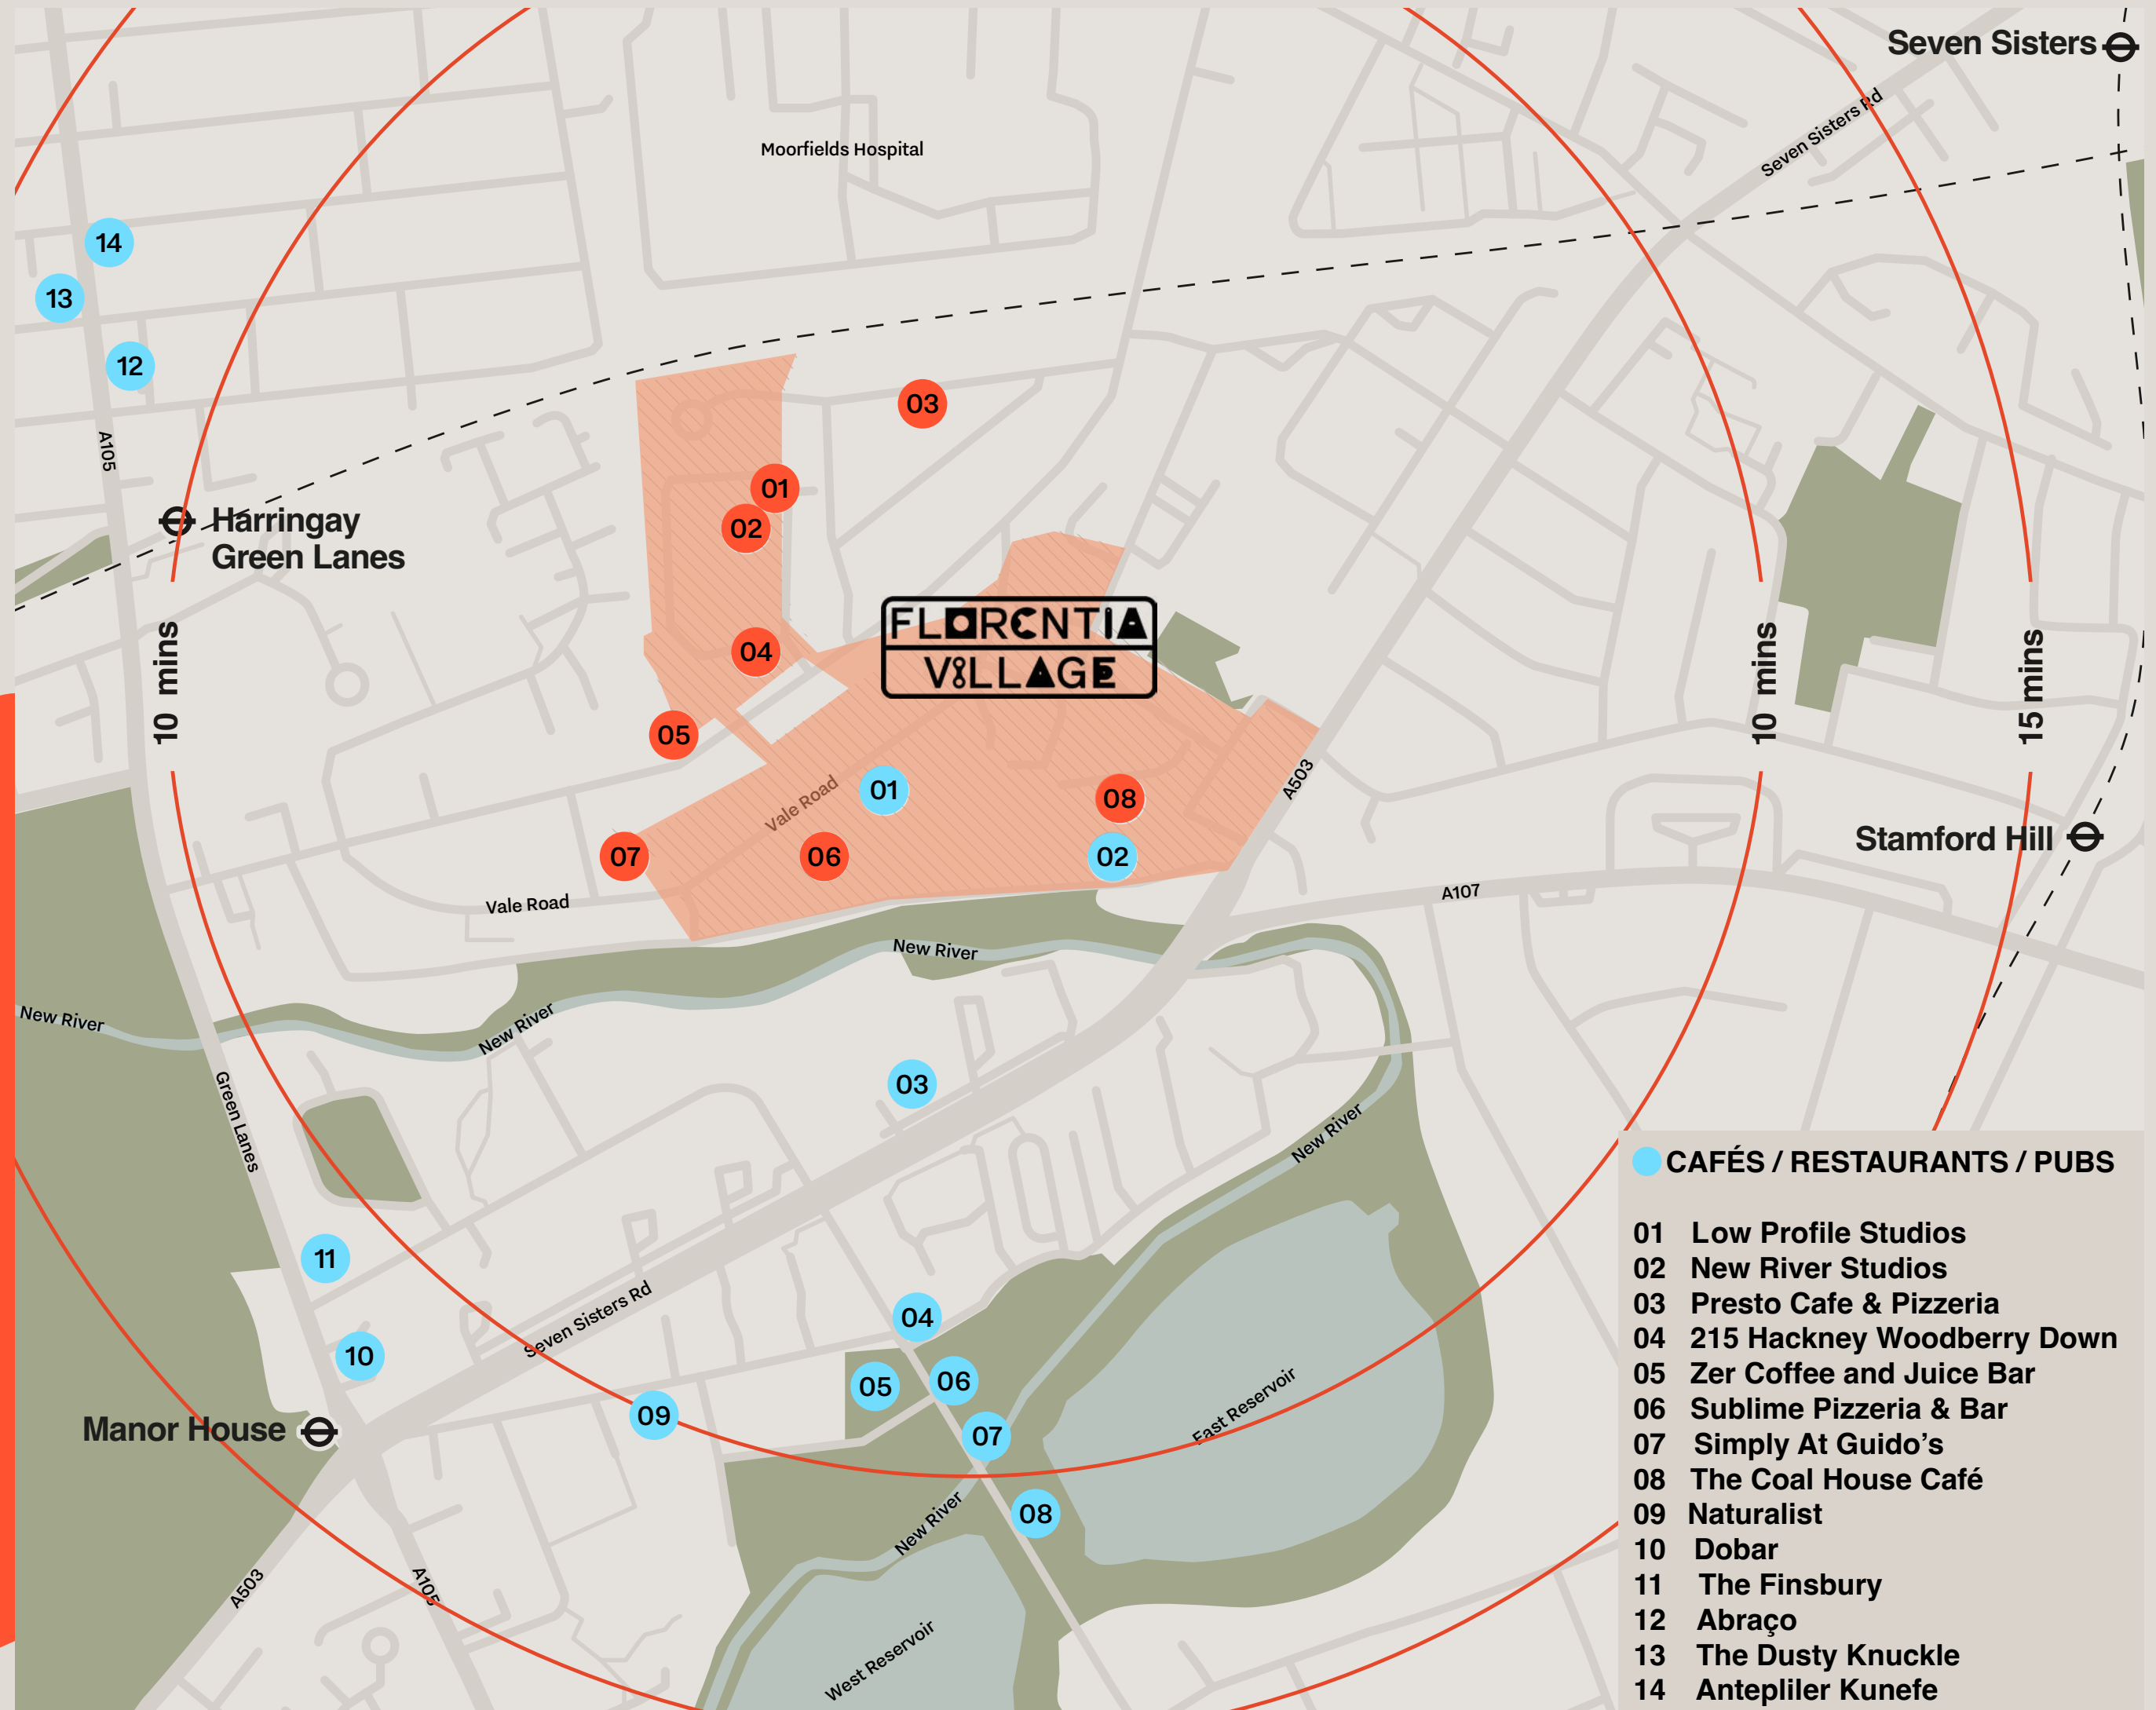 Seven Sisters
Seven Sisters Rd
Moorfields Hospital
14
13
12
03
A105
01
02
Harringay
Green Lanes
FLORENTIA
VILLAGE
10 mins
04
10 mins
15 mins
05
Vale Road
01
08
A503
07
06
02
Stamford Hill
Vale Road
A107
New River
New River
New River
Green Lanes
03
New River
11
Seven Sisters Rd
04
10
05
06
09
East Reservoir
Manor House
07
New River
08
A503
A105
West Reservoir
CAFÉS / RESTAURANTS / PUBS
01 Low Profile Studios
02 New River Studios
03 Presto Cafe & Pizzeria
04 215 Hackney Woodberry Down
05 Zer Coffee and Juice Bar
06 Sublime Pizzeria & Bar
07 Simply At Guido’s
08 The Coal House Café
09 Naturalist
10 Dobar
11 The Finsbury
12 Abraço
13 The Dusty Knuckle
14 Antepliler Kunefe